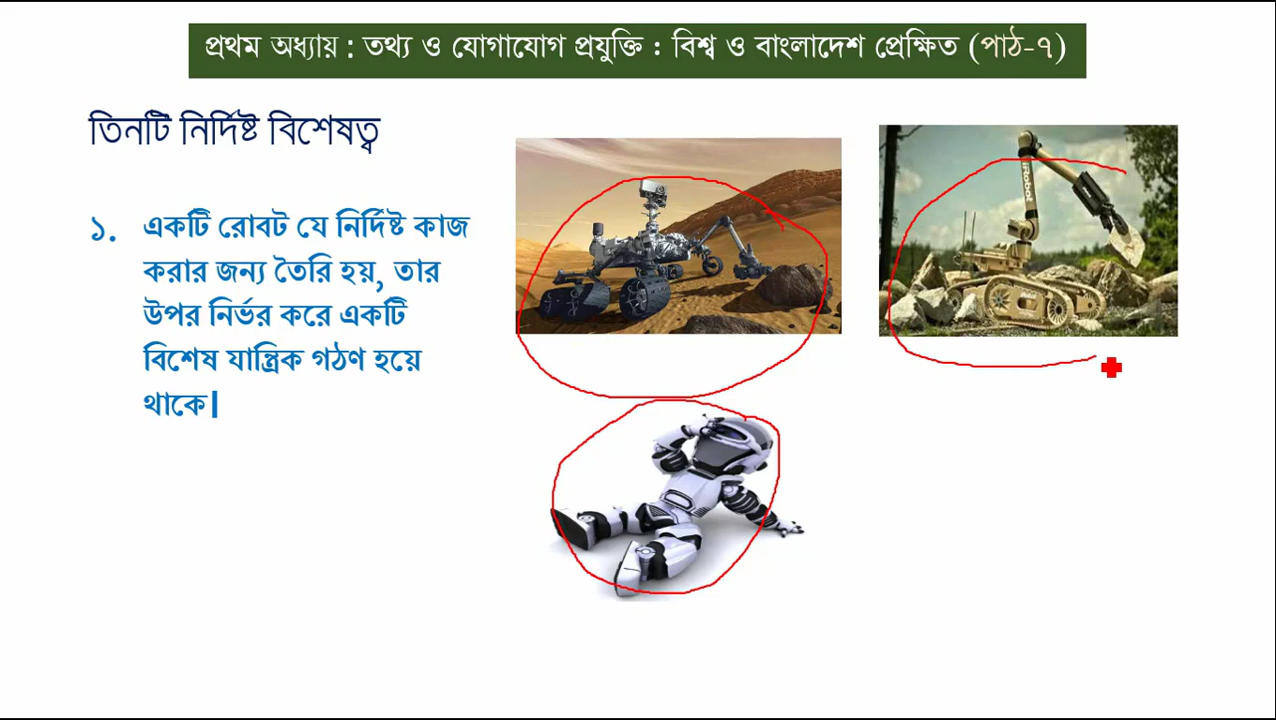 প্রথম অধ্যায় : তথ্য ও যোগাযোগ প্রযুক্তি : বিশ্ব ও বাংলাদেশ প্রেক্ষিত (পাঠ-৭)
তিনটি নির্দিষ্ট বিশেষত্ব
১. একটি রোবট যে নির্দিষ্ট কাজ
করার জন্য তৈরি হয়, তার
উপর নির্ভর করে একটি
বিশেষ যান্ত্রিক গঠণ হয়ে
থাকে।
iRobot